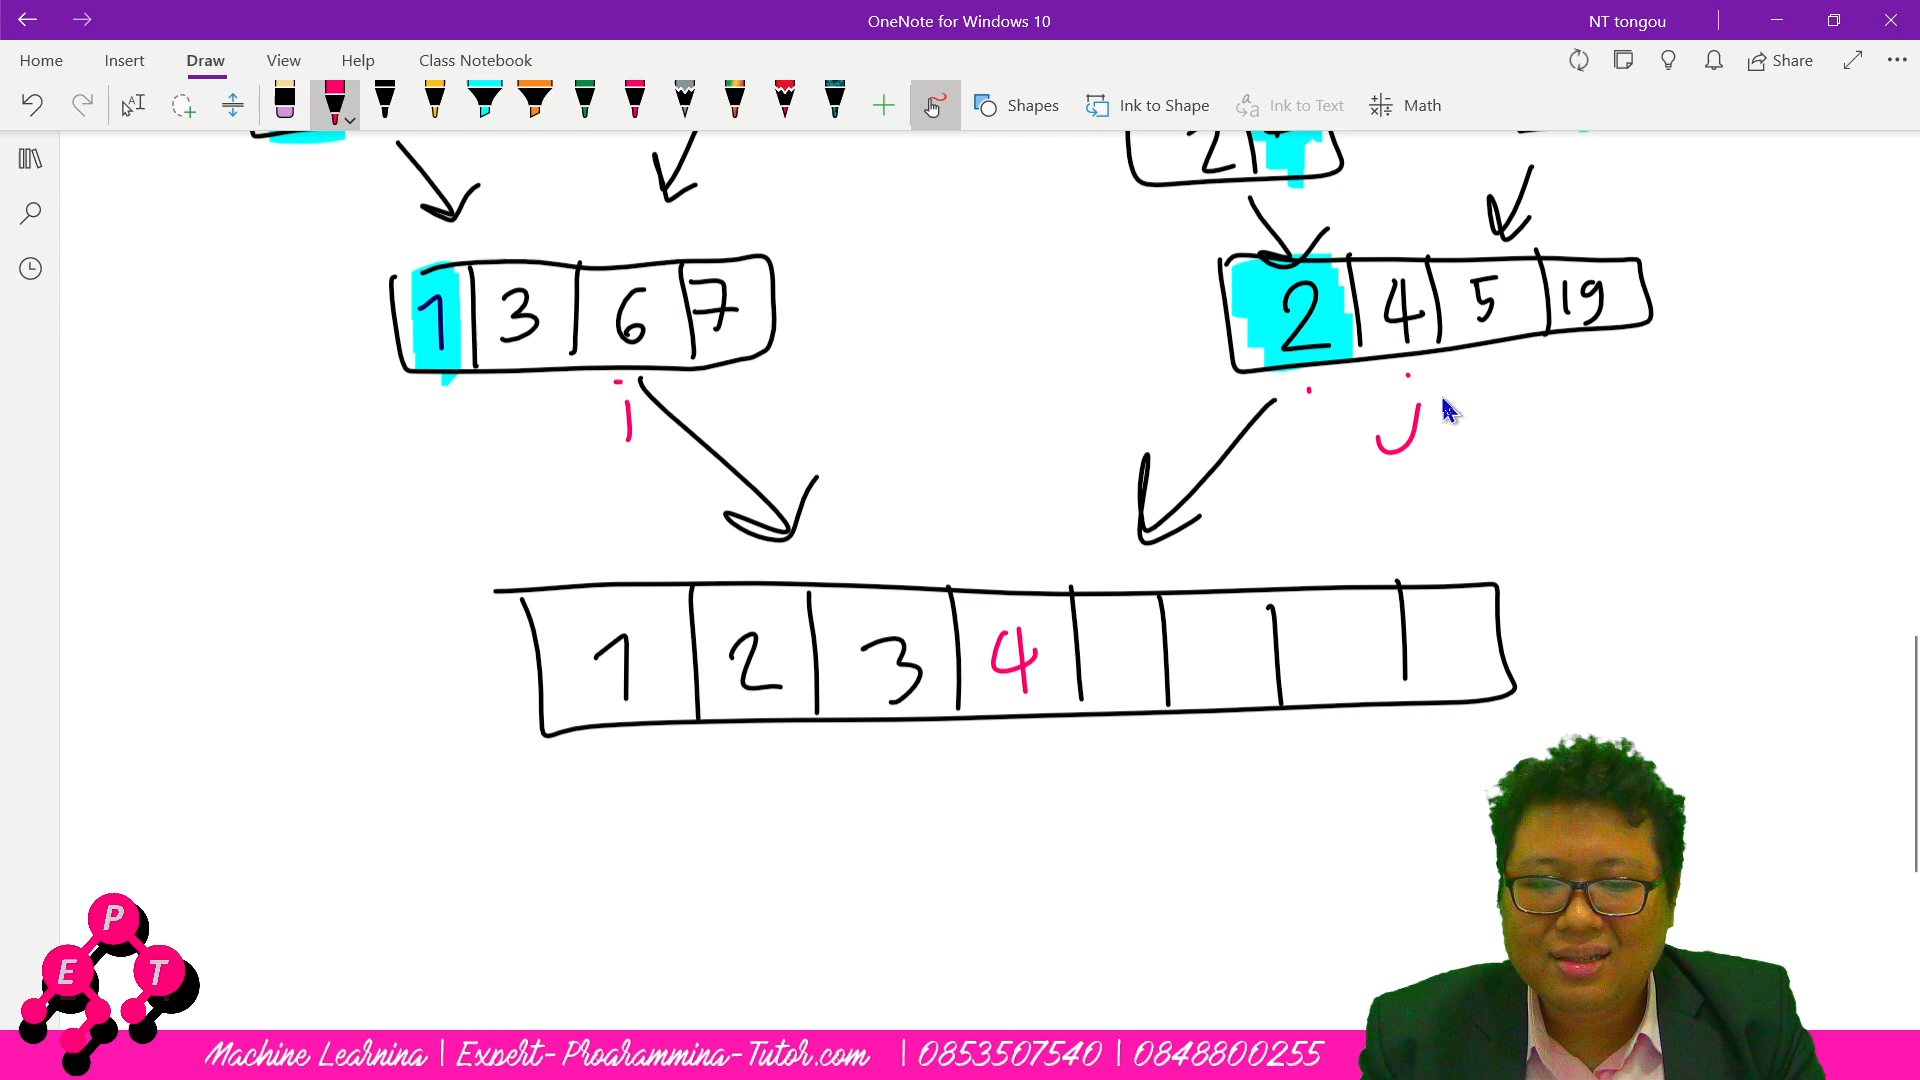 OneNote for Windows 10
NT tongou
Home Insert Draw View Help Class Notebook
Share
Shapes Ink to Shape Ink to Text Math
2
1 3 6 7
2 4 5 19
i
j
1 2 3 4
P
E T
Machine Learning | Expert-Programming-Tutor.com | 0853507540 | 0848800255